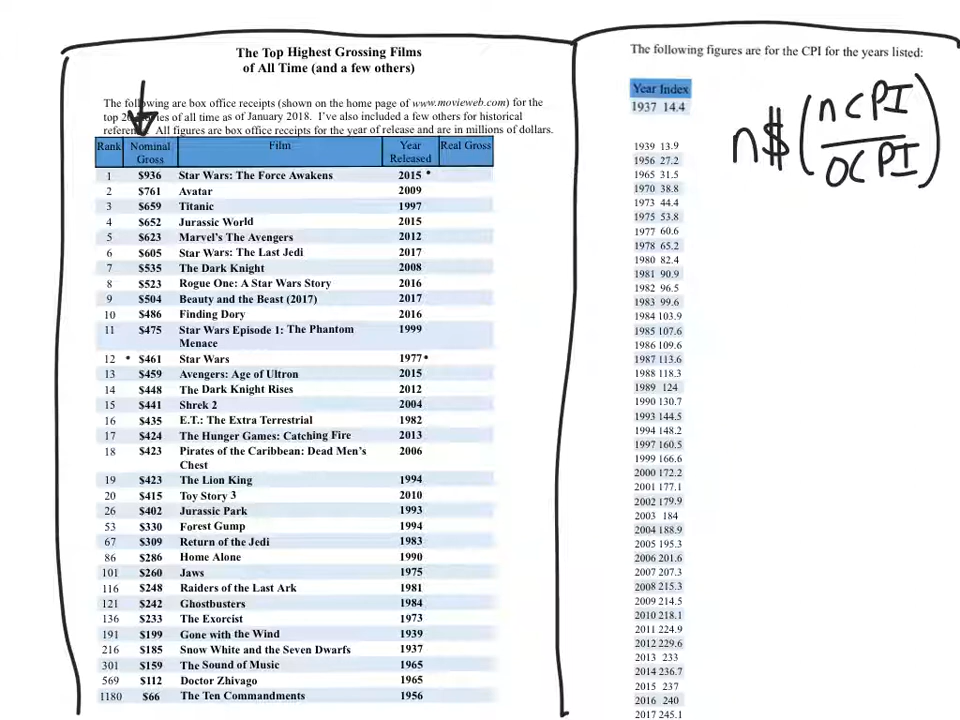 The Top Highest Grossing Films
of All Time (and a few others)
The following are box office receipts (shown on the home page of www.movieweb.com) for the
top 20 movies of all time as of January 2018. I've also included a few others for historical
reference. All figures are box office receipts for the year of release and are in millions of dollars.
Rank Nominal Gross Film Year Released Real Gross
1 $936 Star Wars: The Force Awakens 2015
2 $761 Avatar 2009
3 $659 Titanic 1997
4 $652 Jurassic World 2015
5 $623 Marvel's The Avengers 2012
6 $605 Star Wars: The Last Jedi 2017
7 $535 The Dark Knight 2008
8 $523 Rogue One: A Star Wars Story 2016
9 $504 Beauty and the Beast (2017) 2017
10 $486 Finding Dory 2016
11 $475 Star Wars Episode 1: The Phantom 1999
Menace
12 $461 Star Wars 1977
13 $459 Avengers: Age of Ultron 2015
14 $448 The Dark Knight Rises 2012
15 $441 Shrek 2 2004
16 $435 E.T.: The Extra Terrestrial 1982
17 $424 The Hunger Games: Catching Fire 2013
18 $423 Pirates of the Caribbean: Dead Men's 2006
Chest
19 $423 The Lion King 1994
20 $415 Toy Story 3 2010
26 $402 Jurassic Park 1993
53 $330 Forest Gump 1994
67 $309 Return of the Jedi 1983
86 $286 Home Alone 1990
101 $260 Jaws 1975
116 $248 Raiders of the Last Ark 1981
121 $242 Ghostbusters 1984
136 $233 The Exorcist 1973
191 $199 Gone with the Wind 1939
216 $185 Snow White and the Seven Dwarfs 1937
301 $159 The Sound of Music 1965
569 $112 Doctor Zhivago 1965
1180 $66 The Ten Commandments 1956
The following figures are for the CPI for the years listed:
Year Index
1937 14.4
1939 13.9
1956 27.2
1965 31.5
1970 38.8
1973 44.4
1975 53.8
1977 60.6
1978 65.2
1980 82.4
1981 90.9
1982 96.5
1983 99.6
1984 103.9
1985 107.6
1986 109.6
1987 113.6
1988 118.3
1989 124
1990 130.7
1993 144.5
1994 148.2
1997 160.5
1999 166.6
2000 172.2
2001 177.1
2002 179.9
2003 184
2004 188.9
2005 195.3
2006 201.6
2007 207.3
2008 215.3
2009 214.5
2010 218.1
2011 224.9
2012 229.6
2013 233
2014 236.7
2015 237
2016 240
2017 245.1
n$ (nCPI
OCPI)